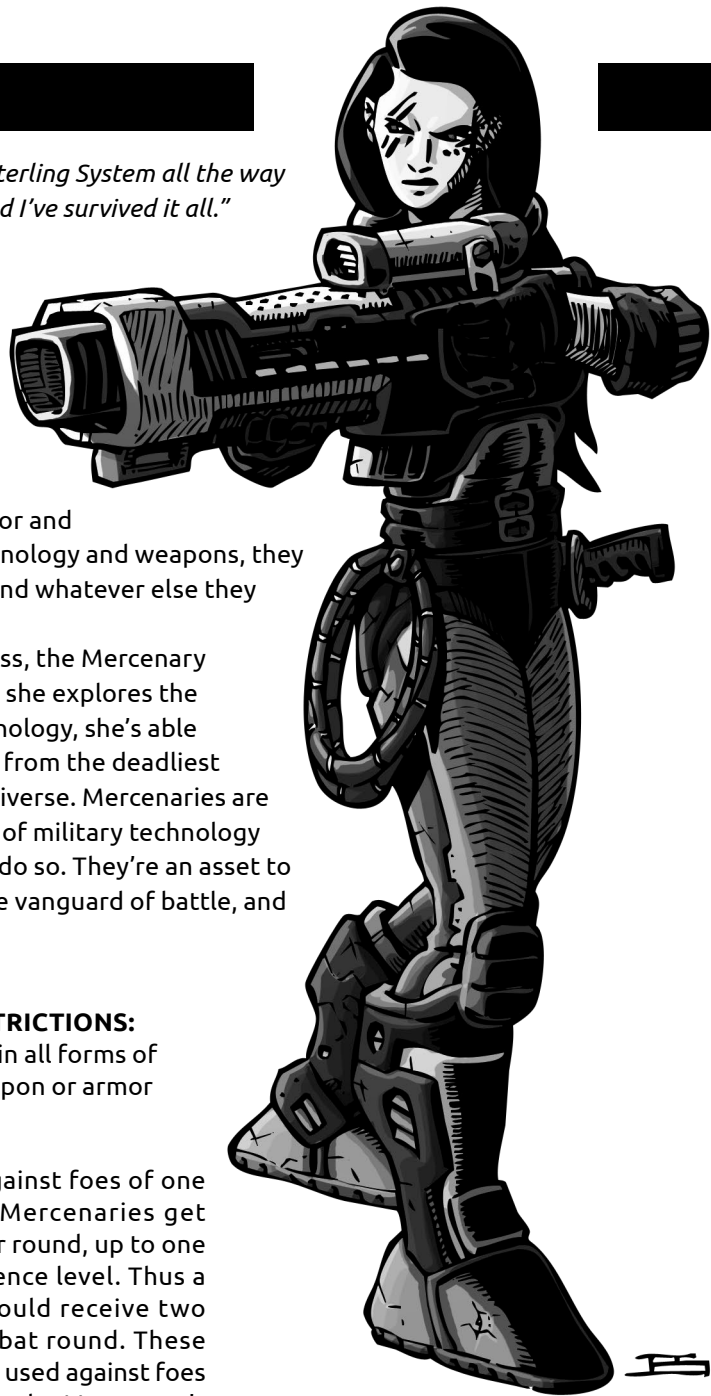 terling System all the way
d I’ve survived it all.”
or and
nology and weapons, they
nd whatever else they
ss, the Mercenary
she explores the
nology, she’s able
from the deadliest
iverse. Mercenaries are
of military technology
do so. They’re an asset to
e vanguard of battle, and
TRICTIONS:
in all forms of
pon or armor
gainst foes of one
Mercenaries get
r round, up to one
ence level. Thus a
ould receive two
bat round. These
used against foes